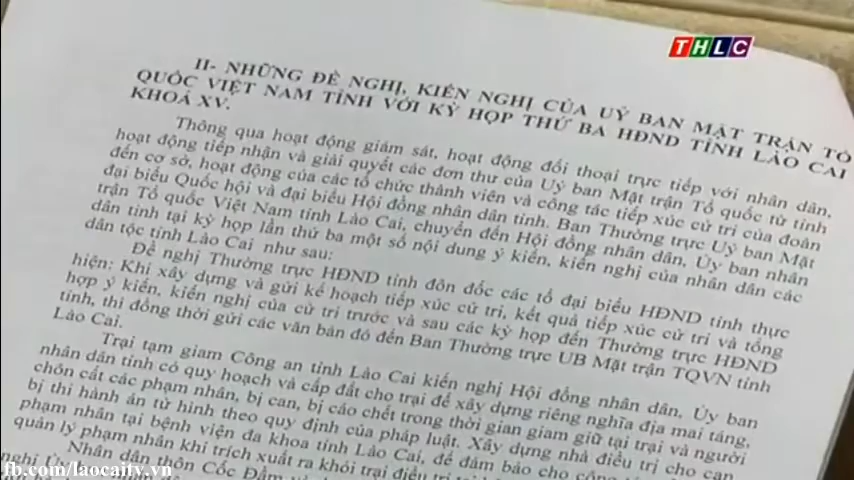 THLC
II- NHỮNG ĐỀ NGHỊ, KIẾN NGHỊ CỦA UỶ BAN MẶT TRẬN TỔ
QUỐC VIỆT NAM TỈNH VỚI KỲ HỌP THỨ BA HĐND TỈNH LÀO CAI
KHOÁ XV.
Thông qua hoạt động giám sát, hoạt động đối thoại trực tiếp với nhân dân,
hoạt động tiếp nhận và giải quyết các đơn thư của Uỷ ban Mặt trận Tổ quốc từ tỉnh
đến cơ sở, hoạt động của các tổ chức thành viên và công tác tiếp xúc cử tri của đoàn
đại biểu Quốc hội và đại biểu Hội đồng nhân dân tỉnh. Ban Thường trực Uỷ ban Mặt
trận Tổ quốc Việt Nam tỉnh Lào Cai, chuyển đến Hội đồng nhân dân, Ủy ban nhân
dân tỉnh tại kỳ họp lần thứ ba một số nội dung ý kiến, kiến nghị của nhân dân các
dân tộc tỉnh Lào Cai như sau:
Đề nghị Thường trực HĐND tỉnh đôn đốc các tổ đại biểu HĐND tỉnh thực
hiện: Khi xây dựng và gửi kế hoạch tiếp xúc cử tri, kết quả tiếp xúc cử tri và tổng
hợp ý kiến, kiến nghị của cử tri trước và sau các kỳ họp đến Thường trực HĐND
tỉnh, thì đồng thời gửi các văn bản đó đến Ban Thường trực UB Mặt trận TQVN tỉnh
Lào Cai.
Trại tạm giam Công an tỉnh Lào Cai kiến nghị Hội đồng nhân dân, Ủy ban
nhân dân tỉnh có quy hoạch và cấp đất cho trại để xây dựng riêng nghĩa địa mai táng,
chôn cất các phạm nhân, bị can, bị cáo chết trong thời gian giam giữ tại trại và người
bị thi hành án tử hình theo quy định của pháp luật. Xây dựng nhà điều trị cho can
phạm nhân tại bệnh viện đa khoa tỉnh Lào Cai, để đảm bảo cho công
quản lý phạm nhân khi trích xuất ra khỏi trại điều trị
Nhân dân thôn Cốc Đầm
nghị
fb.com/laocaitv.vn